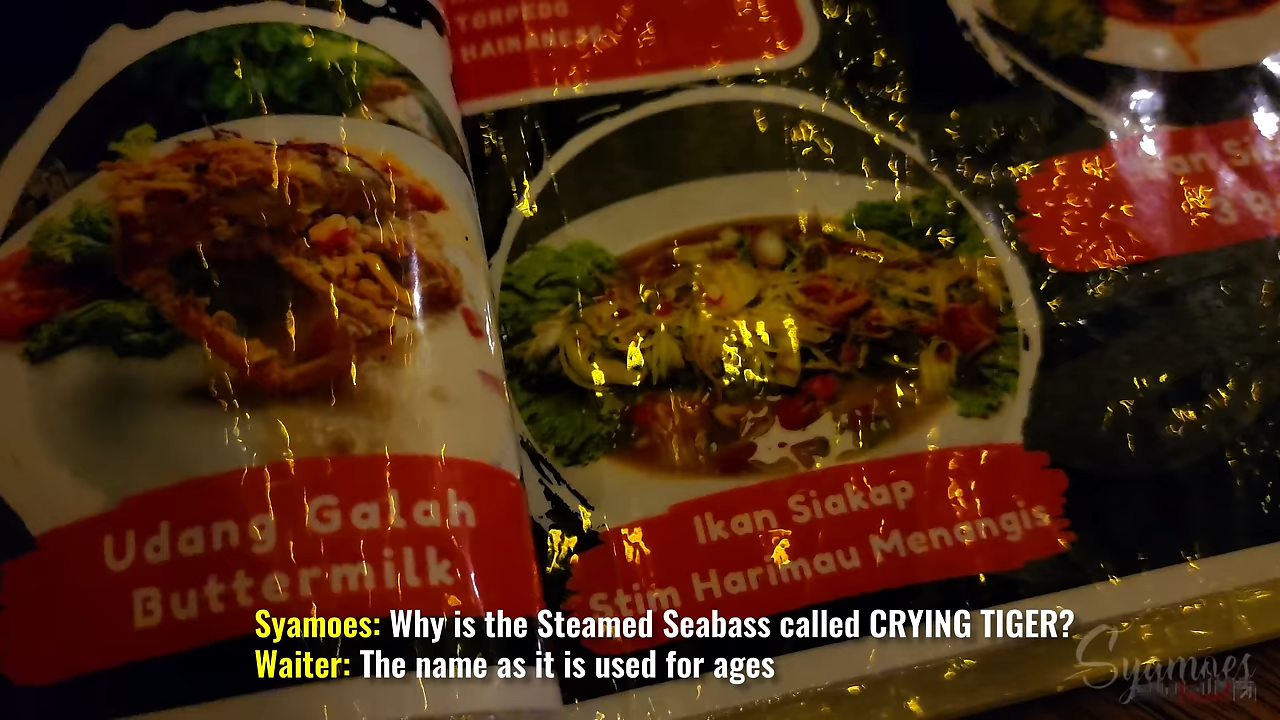 TORPEDO
HAINANESE
Udang Galah
Buttermilk
Ikan Siakap
Stim Harimau Menangis
Syamoes: Why is the Steamed Seabass called CRYING TIGER?
Waiter: The name as it is used for ages
Syamoes